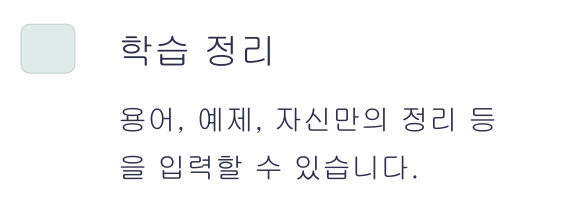 학습 정리
용어, 예제, 자신만의 정리 등
을 입력할 수 있습니다.